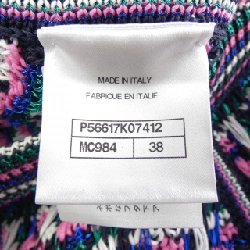 MADE IN ITALY
FABRIQUE EN ITALIE
P56617K07412
MC984 38